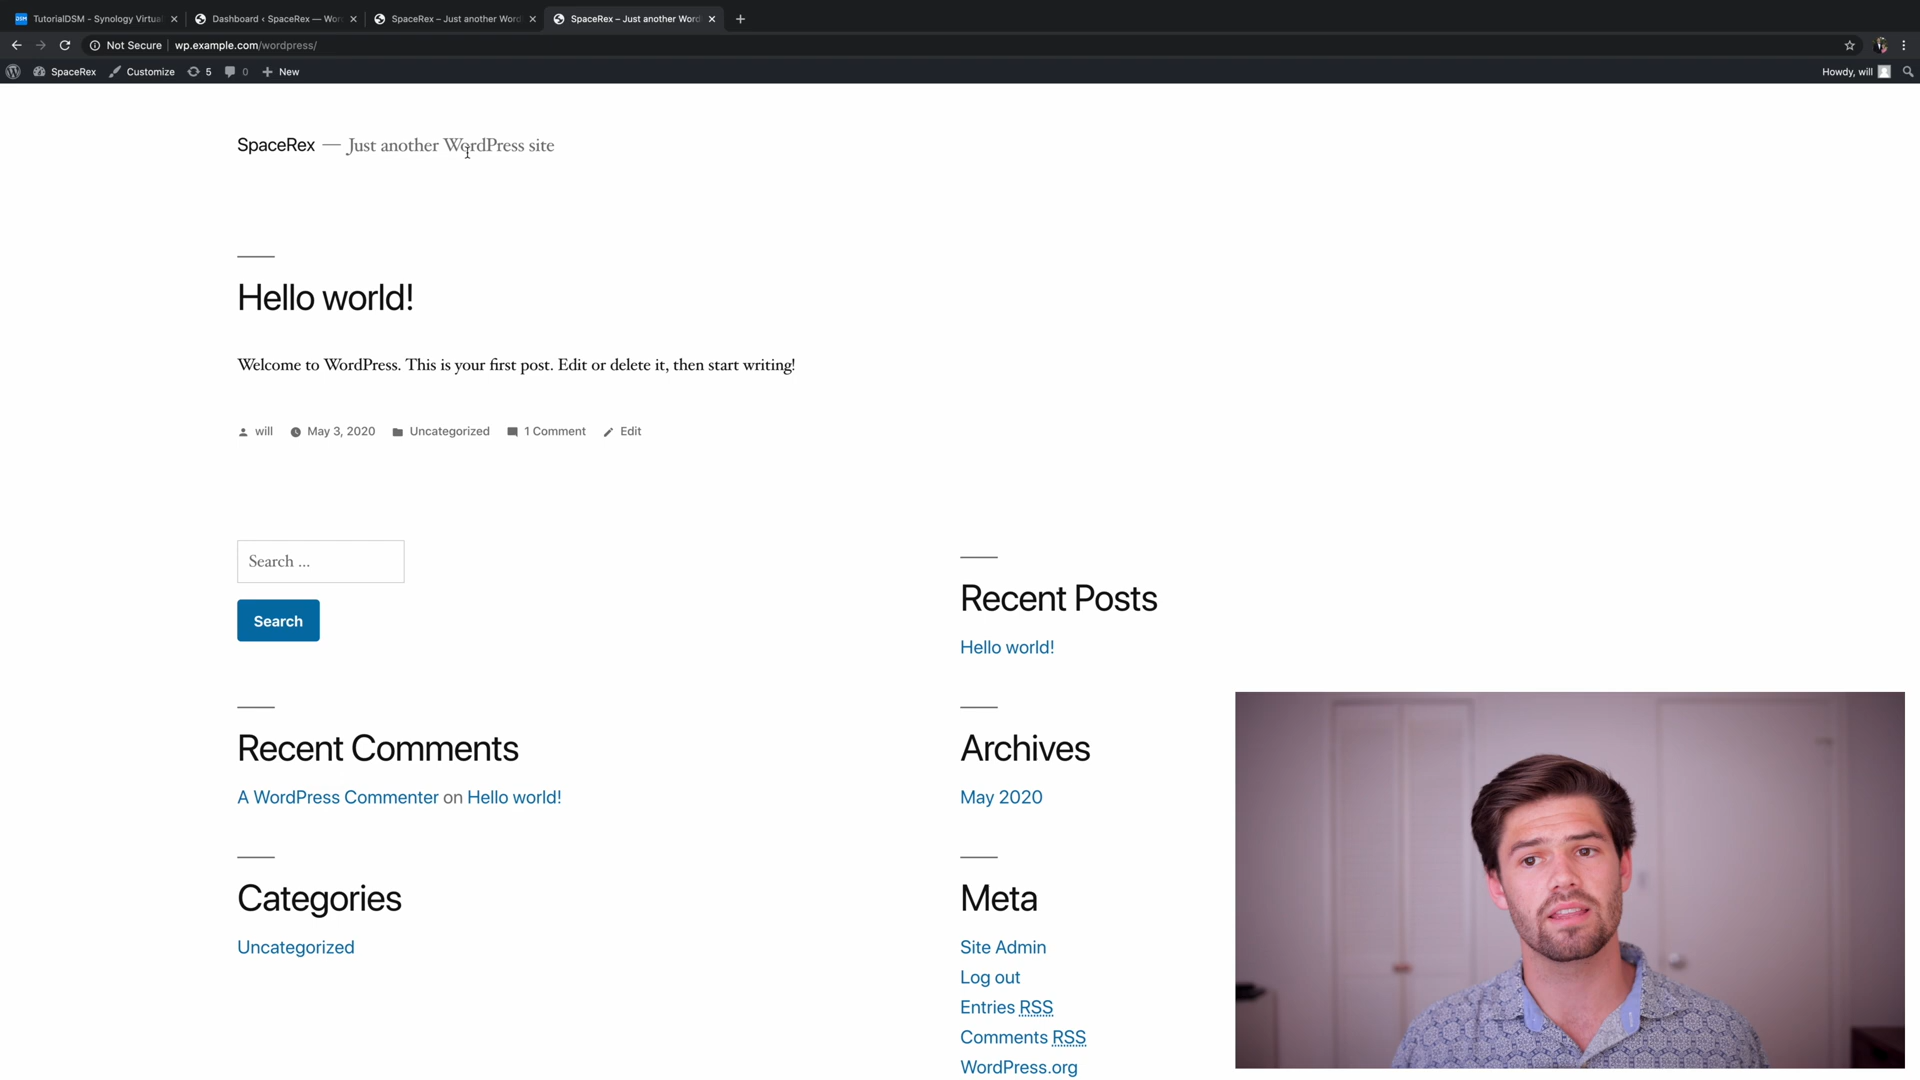 DSM TutorialDSM - Synology Virtua
Dashboard ‹ SpaceRex — Wor
SpaceRex – Just another Word
SpaceRex – Just another Word
Not Secure wp.example.com/wordpress/
SpaceRex Customize 5 0 New Howdy, will
SpaceRex — Just another WordPress site
Hello world!
Welcome to WordPress. This is your first post. Edit or delete it, then start writing!
will May 3, 2020 Uncategorized 1 Comment Edit
Search ...
Search
Recent Posts
Hello world!
Recent Comments
A WordPress Commenter on Hello world!
Archives
May 2020
Categories
Uncategorized
Meta
Site Admin
Log out
Entries RSS
Comments RSS
WordPress.org